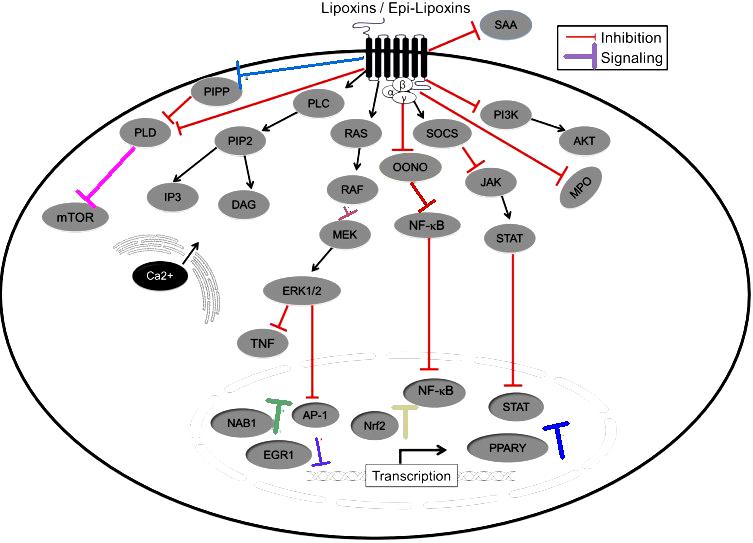 Lipoxins / Epi-Lipoxins
SAA
Inhibition
Signaling
PIPP
PLC
β
α
γ
PI3K
PLD
PIP2
RAS
SOCS
AKT
OONO
IP3
DAG
RAF
JAK
MPO
mTOR
MEK
NF-κB
STAT
Ca2+
ERK1/2
TNF
NF-κB
NAB1
AP-1
Nrf2
STAT
EGR1
PPARY
Transcription